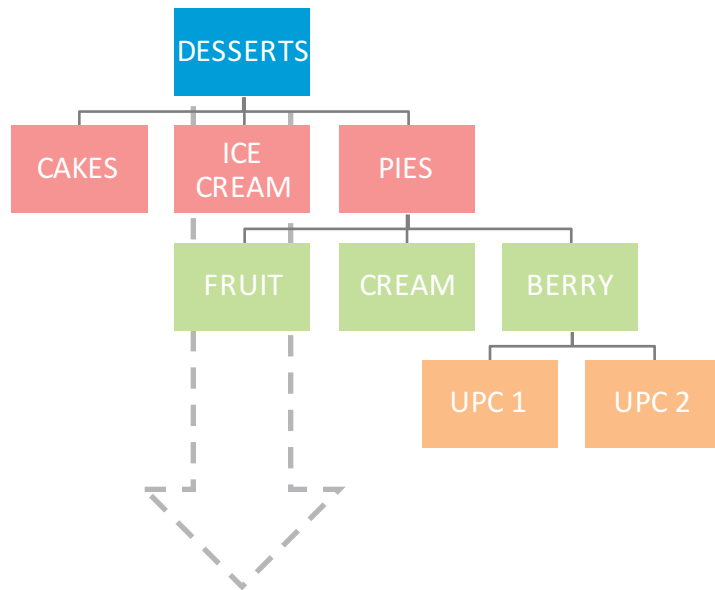 DESSERTS
CAKES
ICE
CREAM
PIES
FRUIT
CREAM
BERRY
UPC 1
UPC 2